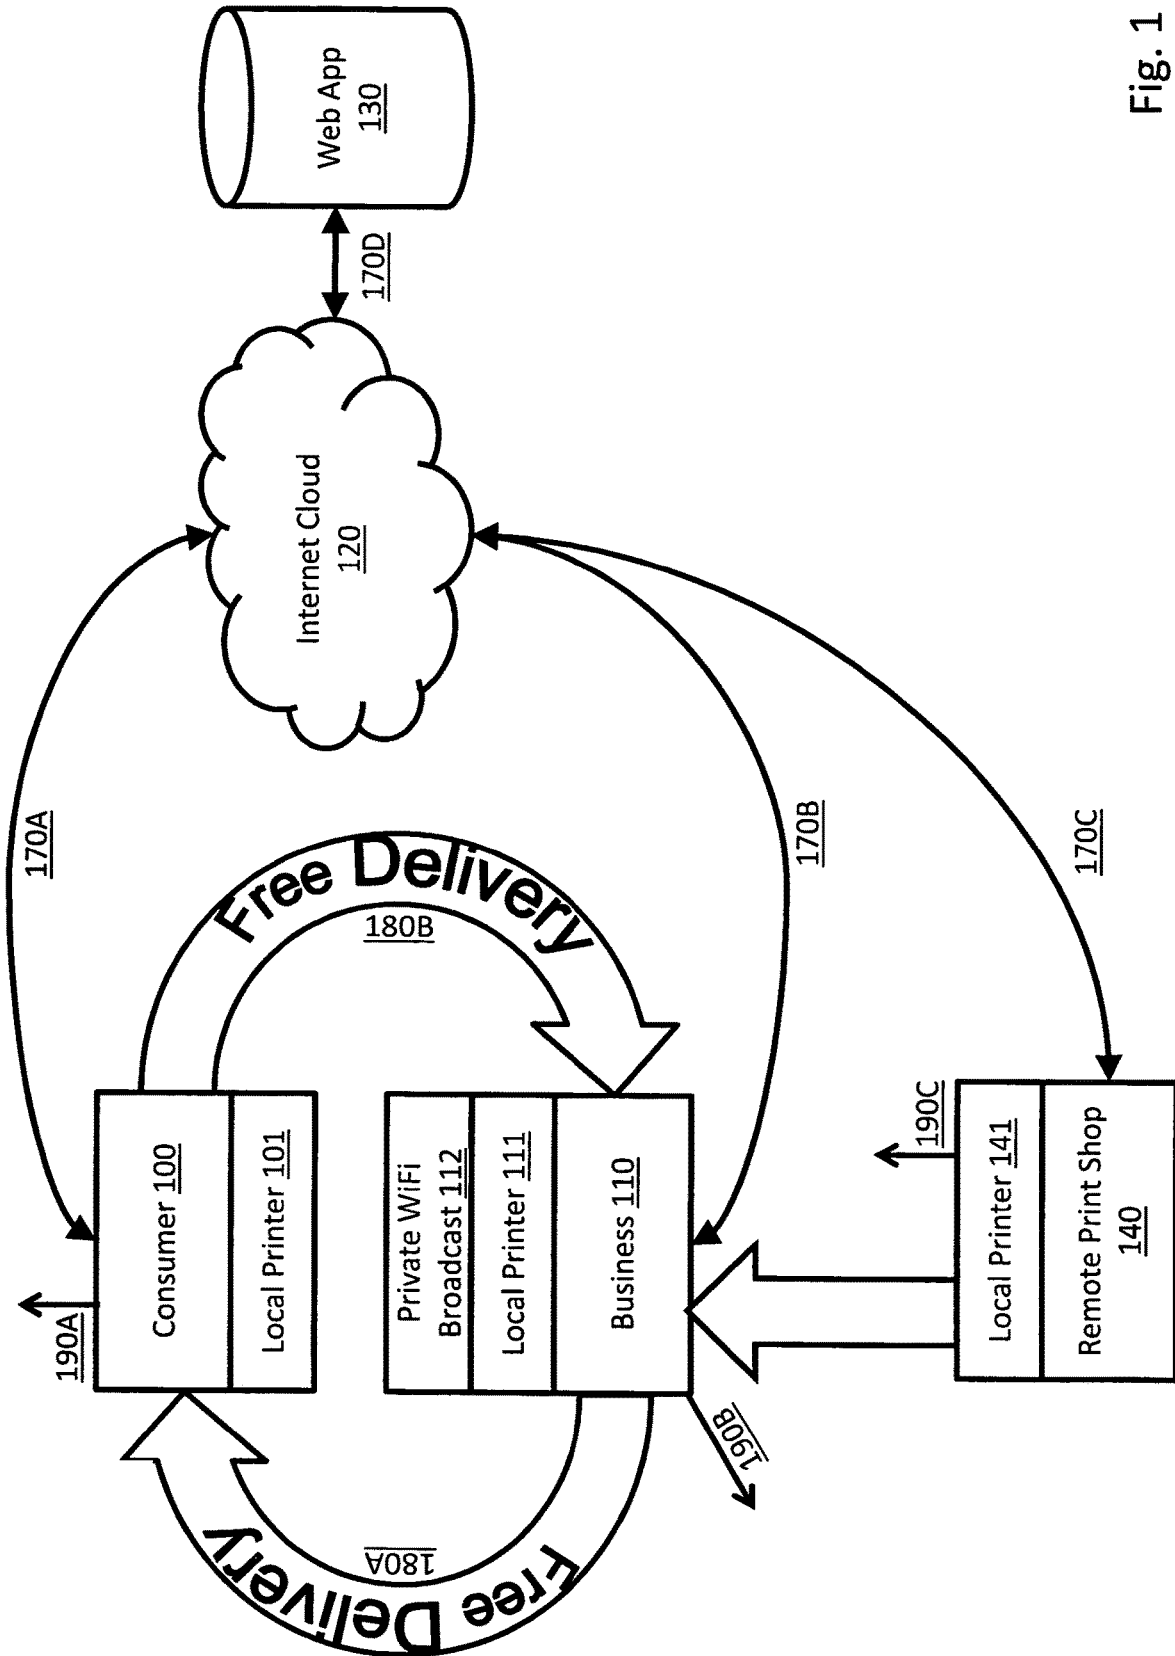 190A
170A
Consumer 100
Local Printer 101
Free Delivery
180A
Free Delivery
180B
Private WiFi
Broadcast 112
Local Printer 111
Business 110
Internet Cloud
120
170D
Web App
130
190B
170B
190C
Local Printer 141
Remote Print Shop
140
170C
Fig. 1